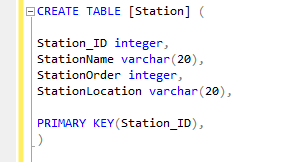 CREATE TABLE [Station] (
Station_ID integer,
StationName varchar(20),
StationOrder integer,
StationLocation varchar(20),
PRIMARY KEY(Station_ID),
)